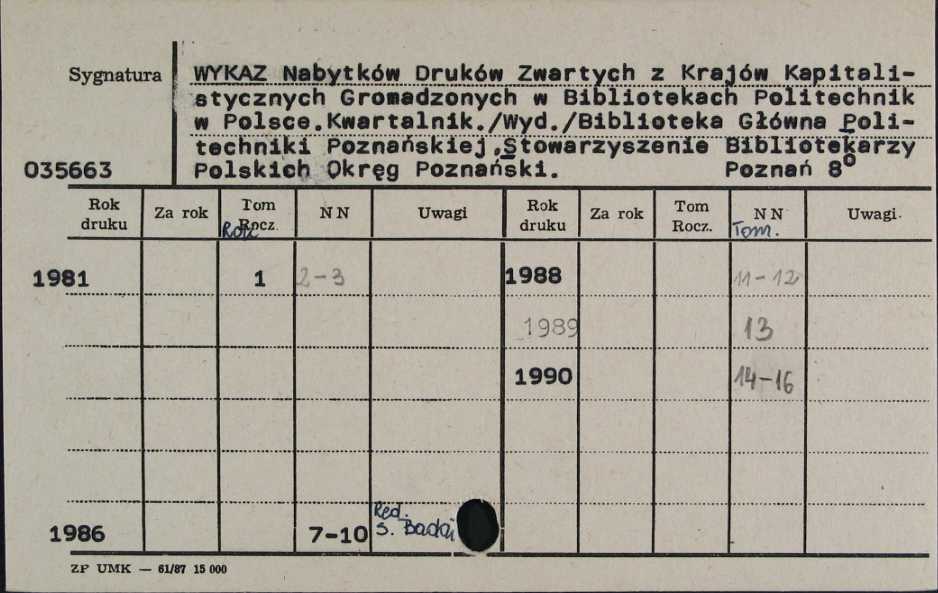 Sygnatura
WYKAZ Nabytków Druków Zwartych z Krajów Kapitali-
stycznych Gromadzonych w Bibliotekach Politechnik
w Polsce.Kwartalnik./Wyd./Biblioteka Główna Poli-
techniki Poznańskiej,Stowarzyszenie Bibliotekarzy
035663 Polskich Okręg Poznański. Poznań 8°
Rok druku Za rok Tom Rocz. Rok NN Uwagi Rok druku Za rok Tom Rocz. NN Tom. Uwagi
1981 1 2-3 1988 11-12
1989 13
1990 14-16
1986 7-10 Red. S.
ZP UMK — 61/87 15 000